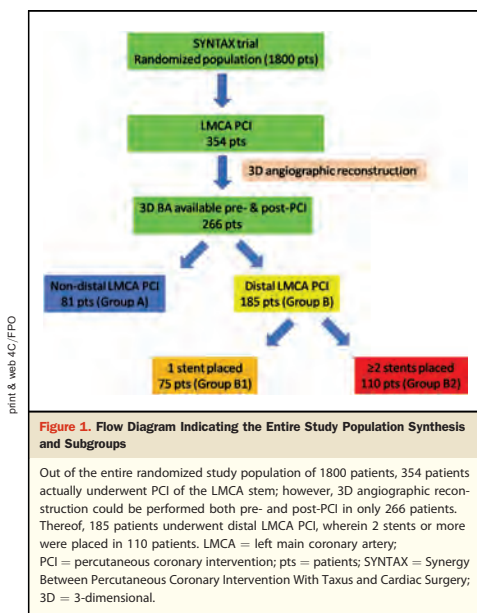 SYNTAX trial
Randomized population (1800 pts)
LMCA PCI
354 pts
3D angiographic reconstruction
3D BA available pre- & post-PCI
266 pts
Non-distal LMCA PCI
81 pts (Group A)
Distal LMCA PCI
185 pts (Group B)
1 stent placed
75 pts (Group B1)
≥2 stents placed
110 pts (Group B2)
print & web 4C/FPO
Figure 1. Flow Diagram Indicating the Entire Study Population Synthesis
and Subgroups
Out of the entire randomized study population of 1800 patients, 354 patients
actually underwent PCI of the LMCA stem; however, 3D angiographic recon-
struction could be performed both pre- and post-PCI in only 266 patients.
Thereof, 185 patients underwent distal LMCA PCI, wherein 2 stents or more
were placed in 110 patients. LMCA = left main coronary artery;
PCI = percutaneous coronary intervention; pts = patients; SYNTAX = Synergy
Between Percutaneous Coronary Intervention With Taxus and Cardiac Surgery;
3D = 3-dimensional.